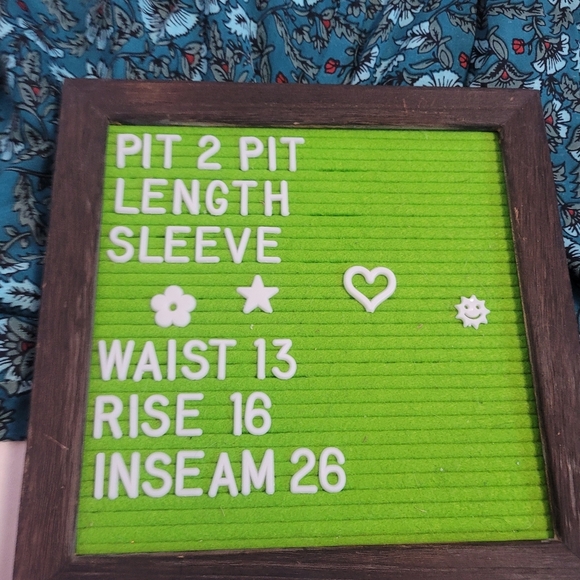 PIT 2 PIT
LENGTH
SLEEVE
WAIST 13
RISE 16
INSEAM 26